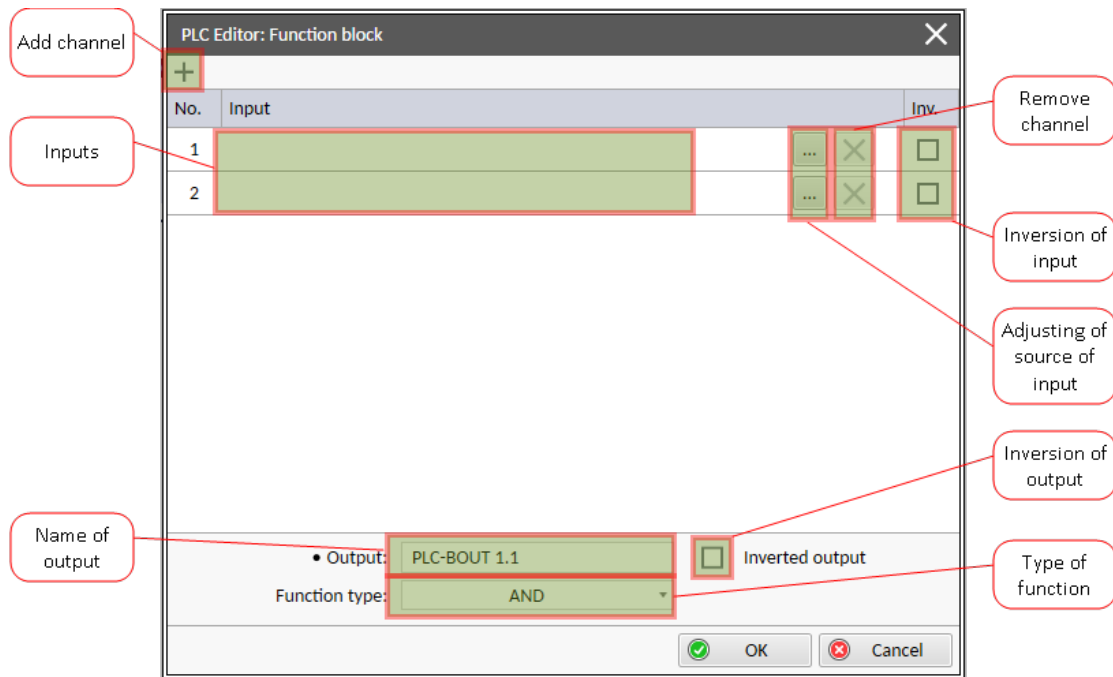 Add channel
PLC Editor: Function block
No. Input Inv.
Remove
channel
Inputs
1 ...
2 ...
Inversion of
input
Adjusting of
source of
input
Inversion of
output
Name of
output
• Output: PLC-BOUT 1.1 Inverted output
Type of
function
Function type: AND
OK Cancel